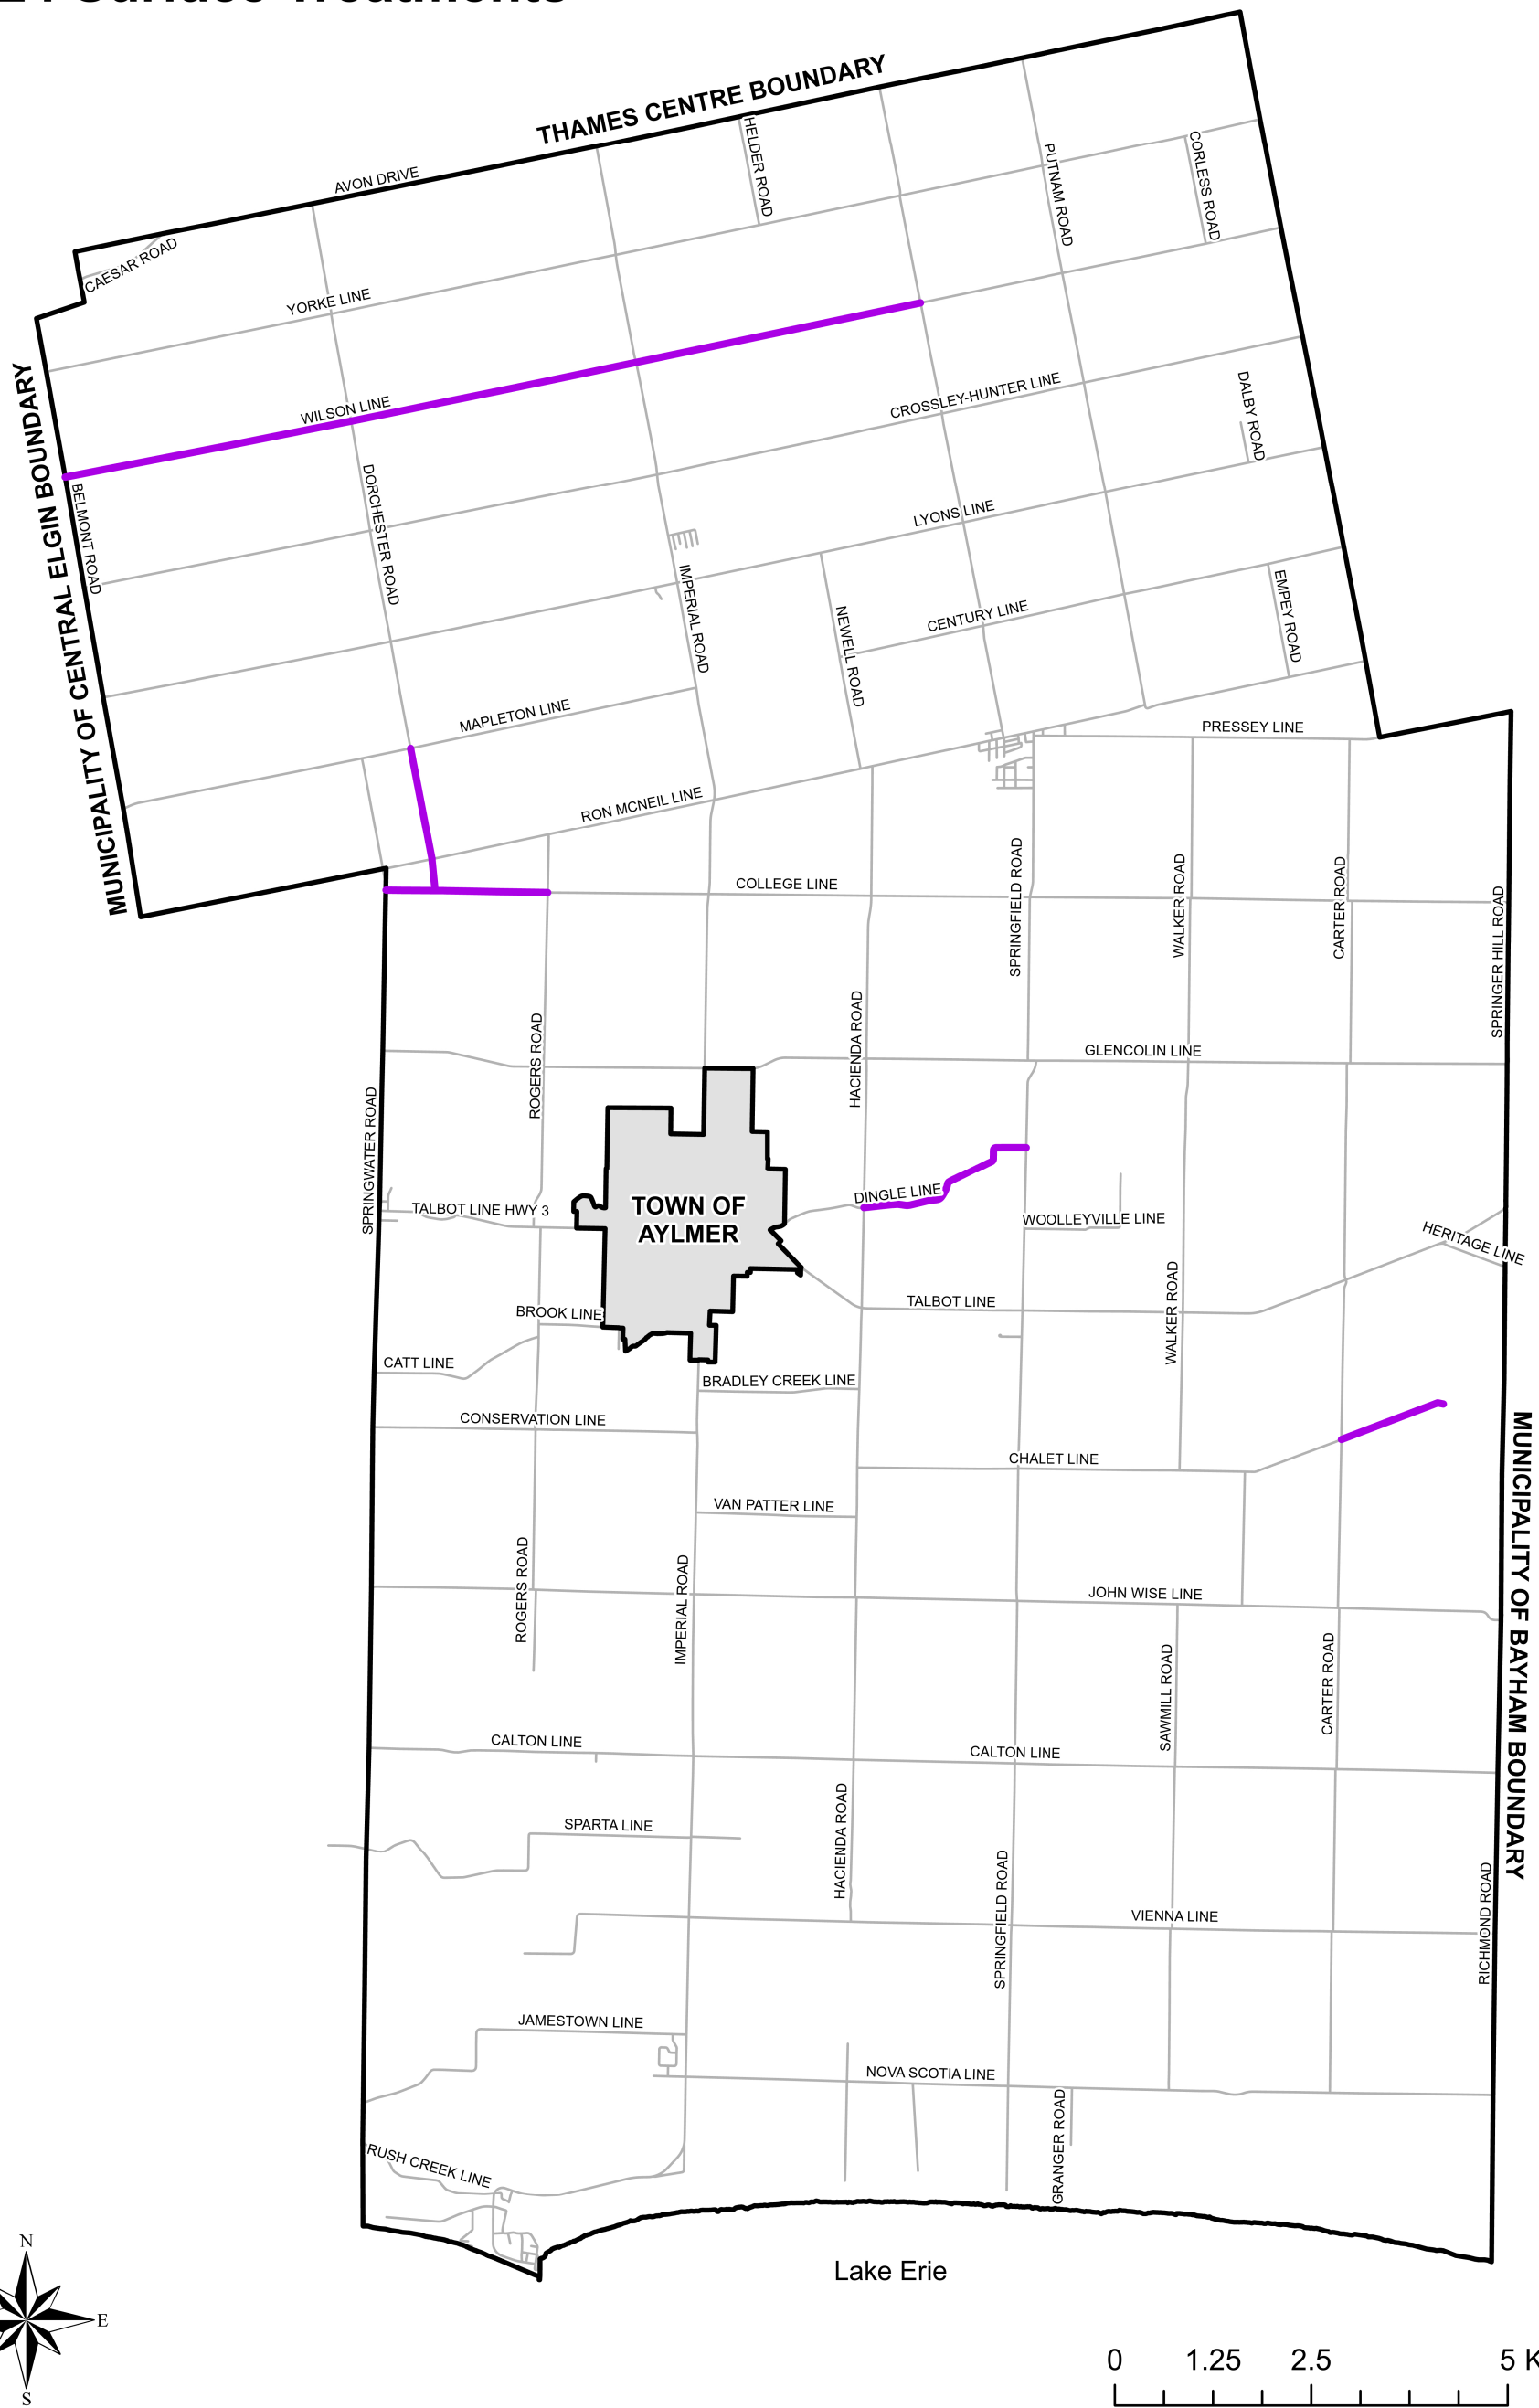 Surface Treatments
THAMES CENTRE BOUNDARY
AVON DRIVE
HELDER ROAD
PUTNAM ROAD
CORLESS ROAD
CAESAR ROAD
YORKE LINE
WILSON LINE
CROSSLEY-HUNTER LINE
DALBY ROAD
MUNICIPALITY OF CENTRAL ELGIN BOUNDARY
BELMONT ROAD
DORCHESTER ROAD
LYONS LINE
IMPERIAL ROAD
NEWELL ROAD
CENTURY LINE
EMPEY ROAD
MAPLETON LINE
PRESSEY LINE
RON MCNEIL LINE
COLLEGE LINE
SPRINGFIELD ROAD
WALKER ROAD
CARTER ROAD
SPRINGER HILL ROAD
HACIENDA ROAD
ROGERS ROAD
GLENCOLIN LINE
SPRINGWATER ROAD
DINGLE LINE
TOWN OF
AYLMER
TALBOT LINE HWY 3
WOOLLEYVILLE LINE
HERITAGE LINE
TALBOT LINE
BROOK LINE
WALKER ROAD
CATT LINE
BRADLEY CREEK LINE
CONSERVATION LINE
CHALET LINE
MUNICIPALITY OF BAYHAM BOUNDARY
VAN PATTER LINE
ROGERS ROAD
IMPERIAL ROAD
JOHN WISE LINE
SAWMILL ROAD
CARTER ROAD
CALTON LINE
CALTON LINE
HACIENDA ROAD
SPARTA LINE
SPRINGFIELD ROAD
RICHMOND ROAD
VIENNA LINE
JAMESTOWN LINE
NOVA SCOTIA LINE
GRANGER ROAD
RUSH CREEK LINE
Lake Erie
N
E
S
0 1.25 2.5 5 K